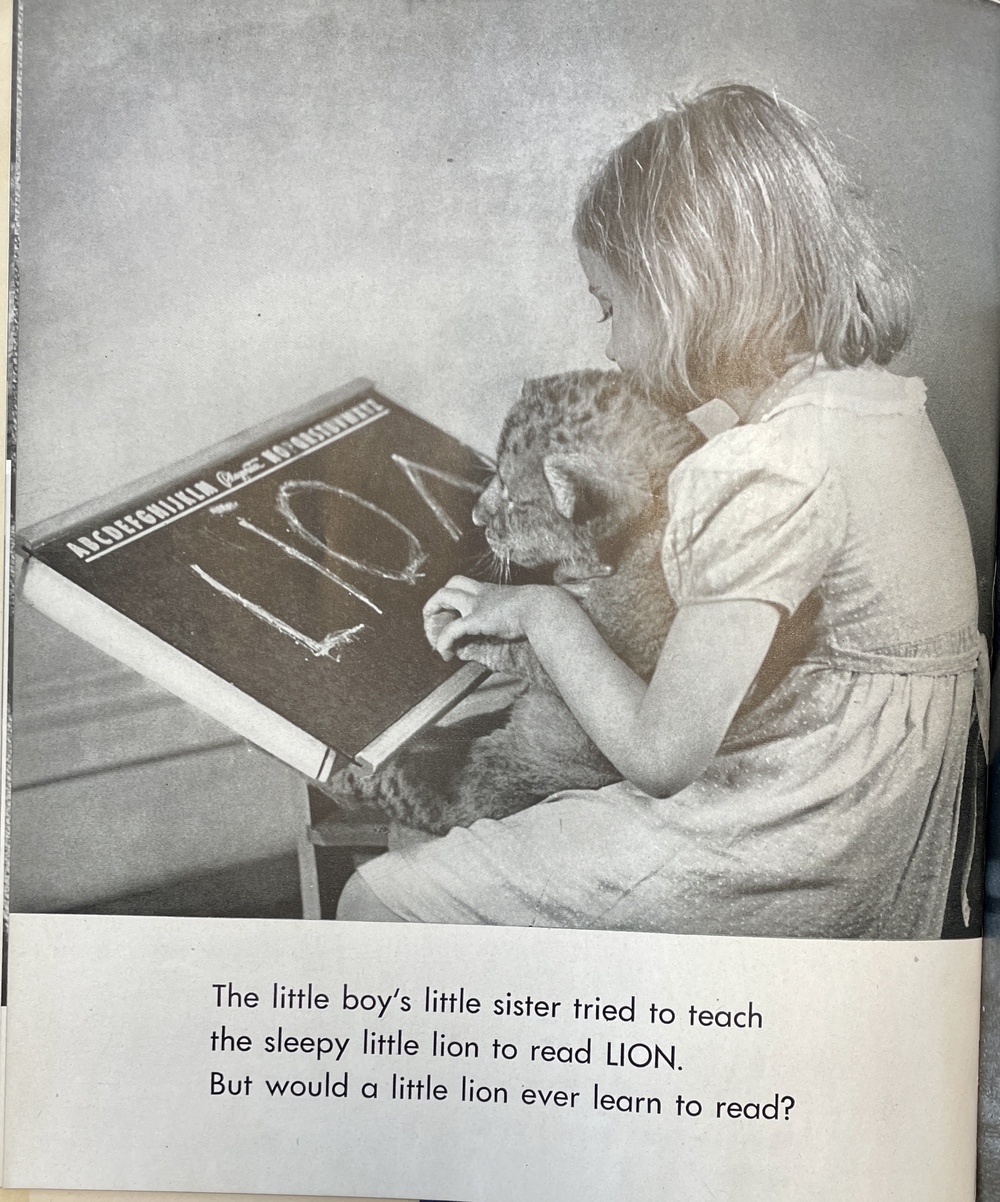 ABCDEFGHIJKLM Playtime NOPQRSTUVWXYZ
LION
The little boy's little sister tried to teach
the sleepy little lion to read LION.
But would a little lion ever learn to read?